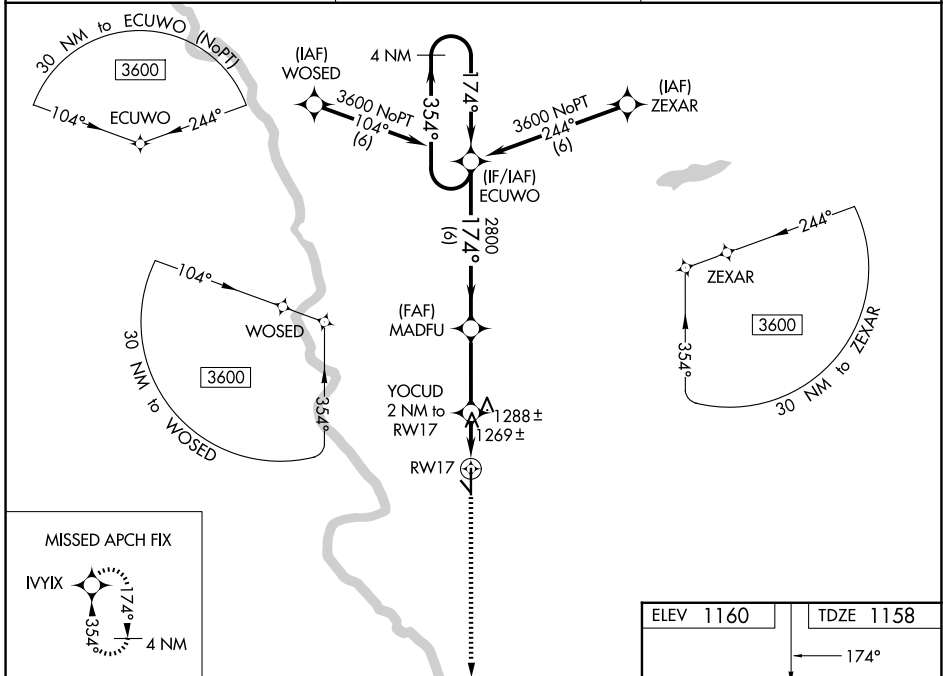 30 NM to ECUWO (NoPT)
3600
104°
244°
ECUWO
(IAF)
WOSED
3600 NoPT
104°
(6)
4 NM
354°
174°
(IAF)
ZEXAR
3600 NoPT
244°
(6)
(IF/IAF)
ECUWO
2800
174°
(6)
(FAF)
MADFU
YOCUD
2 NM to
RW17
1288 ±
1269 ±
RW17
104°
WOSED
3600
354°
30 NM to WOSED
244°
ZEXAR
3600
354°
30 NM to ZEXAR
MISSED APCH FIX
IVYIX
174°
354°
4 NM
ELEV 1160
TDZE 1158
174°